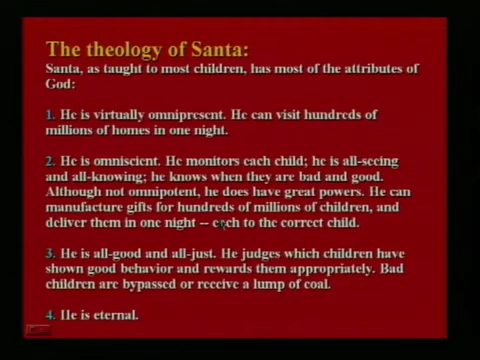 The theology of Santa:
Santa, as taught to most children, has most of the attributes of
God:
1. He is virtually omnipresent. He can visit hundreds of
millions of homes in one night.
2. He is omniscient. He monitors each child; he is all-seeing
and all-knowing; he knows when they are bad and good.
Although not omnipotent, he does have great powers. He can
manufacture gifts for hundreds of millions of children, and
deliver them in one night -- each to the correct child.
3. He is all-good and all-just. He judges which children have
shown good behavior and rewards them appropriately. Bad
children are bypassed or receive a lump of coal.
4. He is eternal.